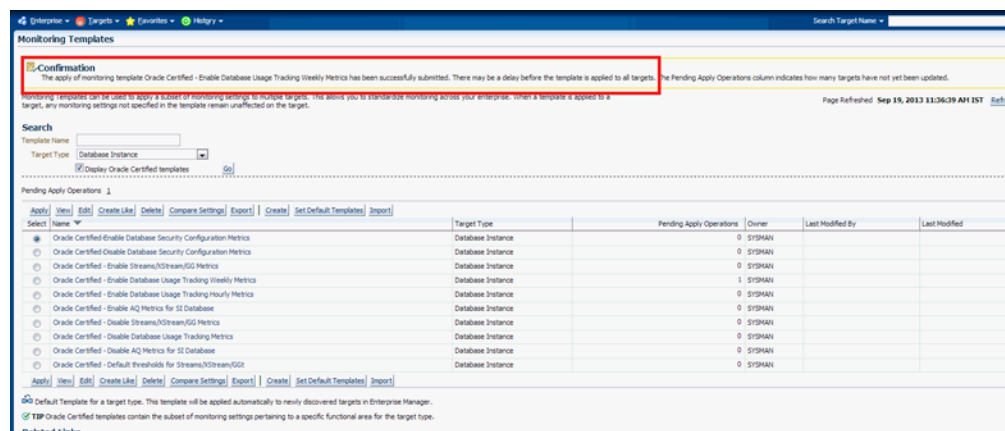 Enterprise Targets Favorites History Search Target Name
Monitoring Templates
Confirmation
The apply of monitoring template Oracle Certified - Enable Database Usage Tracking Weekly Metrics has been successfully submitted. There may be a delay before the template is applied to all targets. The Pending Apply Operations column indicates how many targets have not yet been updated.
Monitoring Templates can be used to apply a subset of monitoring settings to multiple targets. This allows you to standardize monitoring across your enterprise. When a template is applied to a
target, any monitoring settings not specified in the template remain unaffected on the target.
Page Refreshed Sep 19, 2013 11:36:39 AM IST Refr
Search
Template Name
Target Type Database Instance
Display Oracle Certified templates Go
Pending Apply Operations 1
Apply View Edit Create Like Delete Compare Settings Export | Create Set Default Templates Import
Select Name Target Type Pending Apply Operations Owner Last Modified By Last Modified
Oracle Certified-Enable Database Security Configuration Metrics Database Instance 0 SYSMAN
Oracle Certified-Disable Database Security Configuration Metrics Database Instance 0 SYSMAN
Oracle Certified - Enable Streams/XStream/GG Metrics Database Instance 0 SYSMAN
Oracle Certified - Enable Database Usage Tracking Weekly Metrics Database Instance 1 SYSMAN
Oracle Certified - Enable Database Usage Tracking Hourly Metrics Database Instance 0 SYSMAN
Oracle Certified - Enable AQ Metrics for SI Database Database Instance 0 SYSMAN
Oracle Certified - Disable Streams/XStream/GG Metrics Database Instance 0 SYSMAN
Oracle Certified - Disable Database Usage Tracking Metrics Database Instance 0 SYSMAN
Oracle Certified - Disable AQ Metrics for SI Database Database Instance 0 SYSMAN
Oracle Certified - Default thresholds for Streams/XStream/GGt Database Instance 0 SYSMAN
Apply View Edit Create Like Delete Compare Settings Export | Create Set Default Templates Import
Default Template for a target type. This template will be applied automatically to newly discovered targets in Enterprise Manager.
TIP Oracle Certified templates contain the subset of monitoring settings pertaining to a specific functional area for the target type.
Related Links